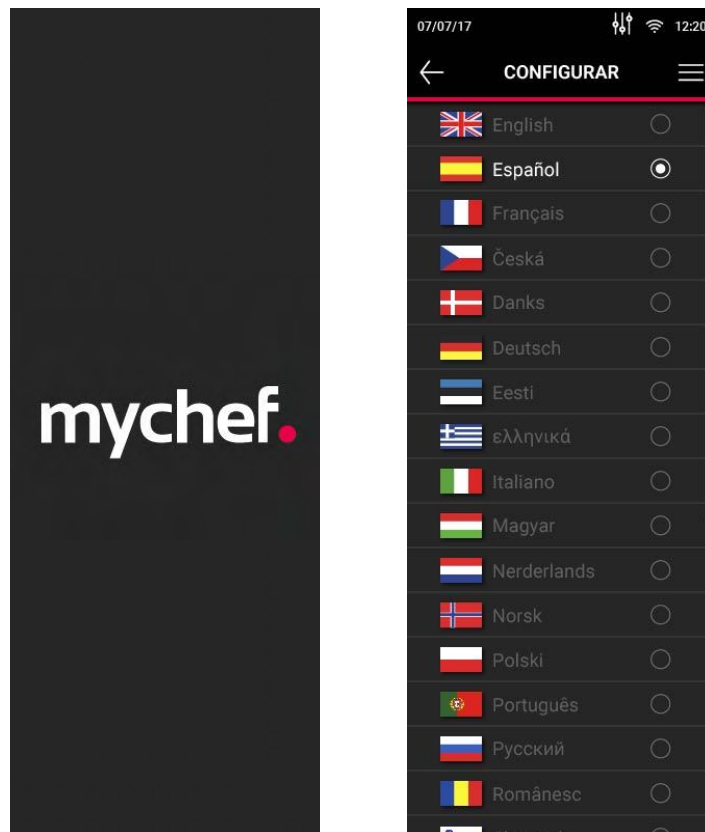 mychef.
07/07/17 12:20
CONFIGURAR
English
Español
Français
Česká
Danks
Deutsch
Eesti
ελληνικά
Italiano
Magyar
Nerderlands
Norsk
Polski
Português
Русский
Românesc